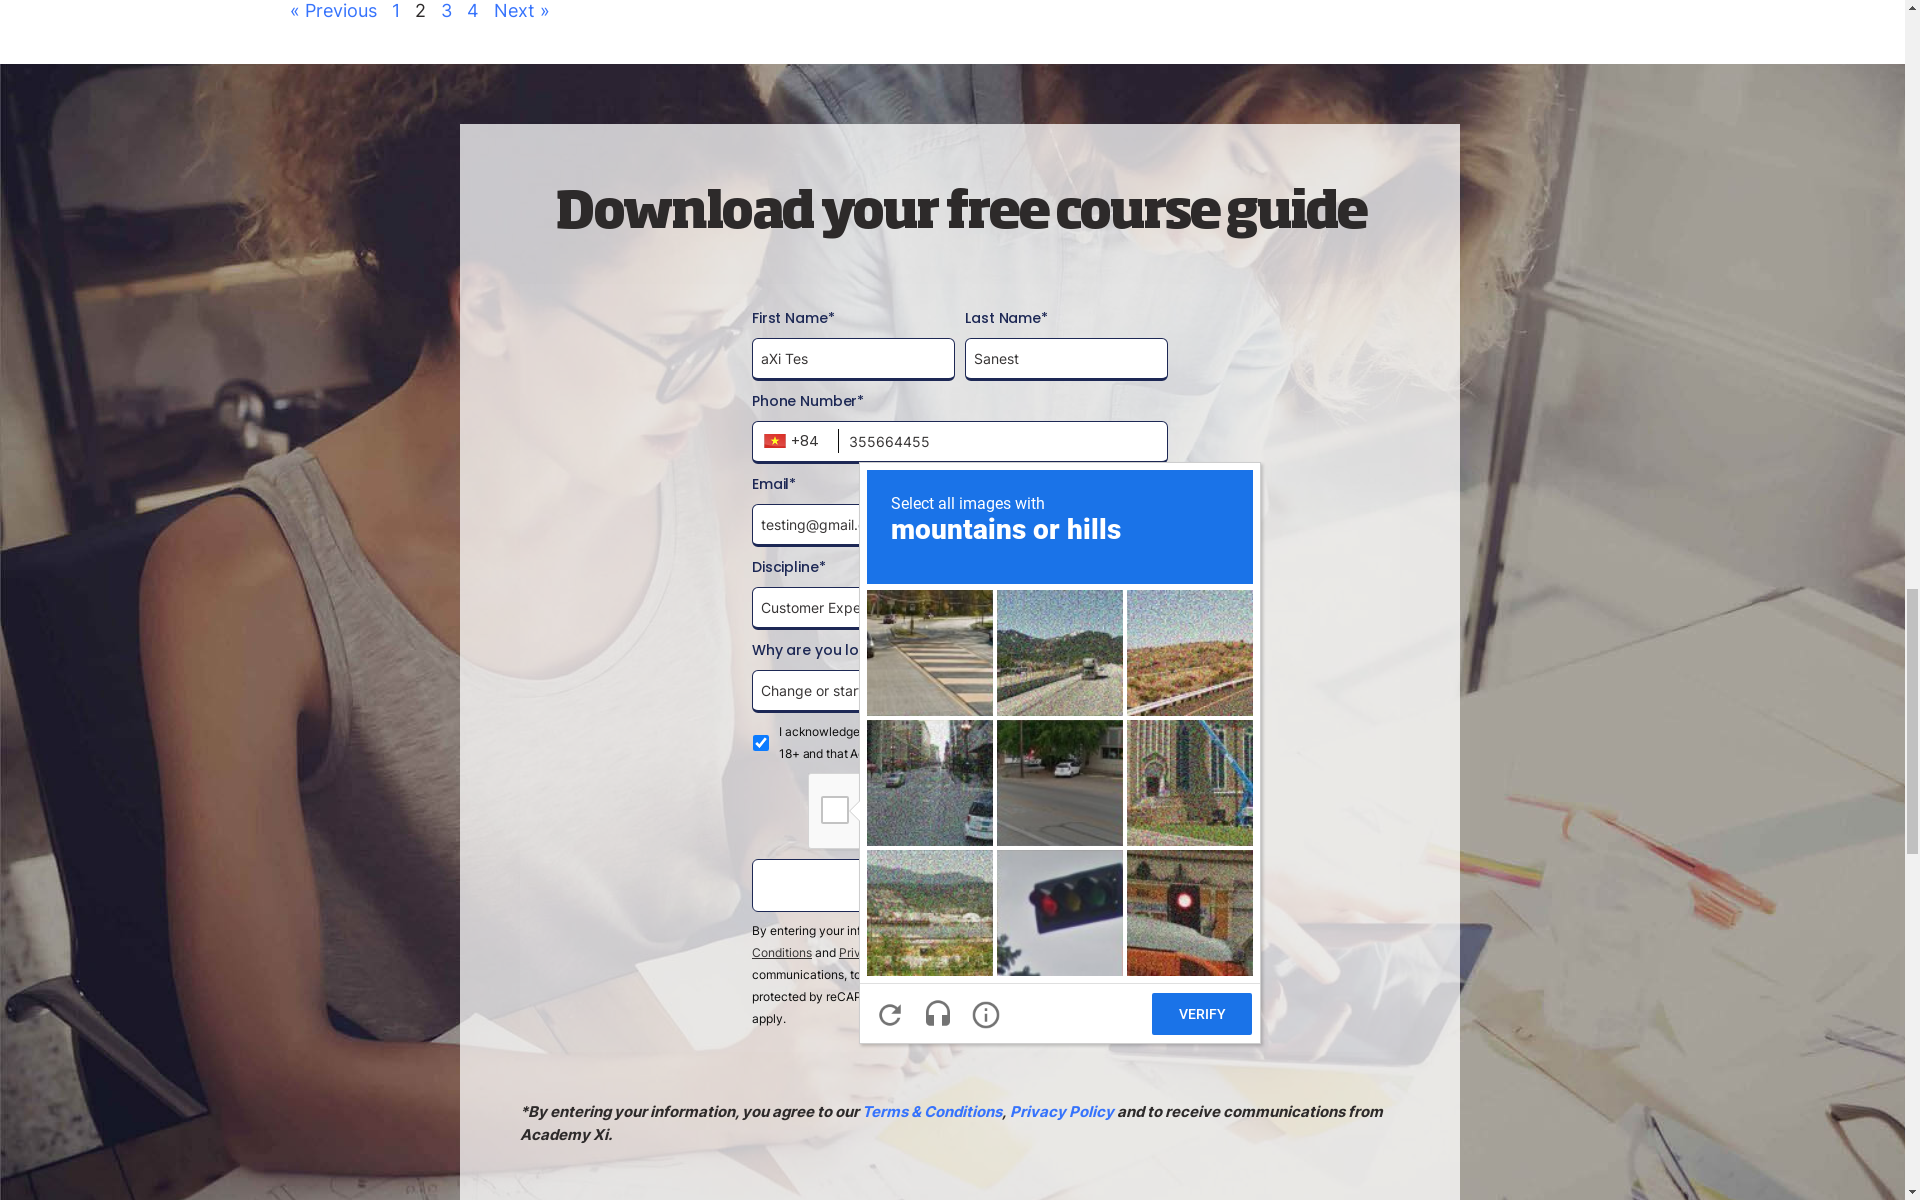 « Previous 1 2 3 4 Next »
Download your free course guide
First Name* Last Name*
aXi Tes Sanest
Phone Number*
+84 355664455
Email*
testing@gmail.
Discipline*
Customer Expe
Why are you lo
Change or star
I acknowledge
18+ and that A
By entering your inf
Conditions and Priv
communications, to
protected by reCAP
apply.
Select all images with
mountains or hills
VERIFY
*By entering your information, you agree to our Terms & Conditions, Privacy Policy and to receive communications from
Academy Xi.